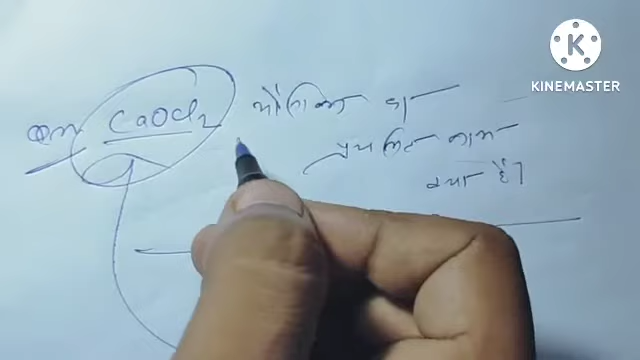 CaOCl₂ यौगिक का
प्रचलित नाम
क्या है?
KINEMASTER